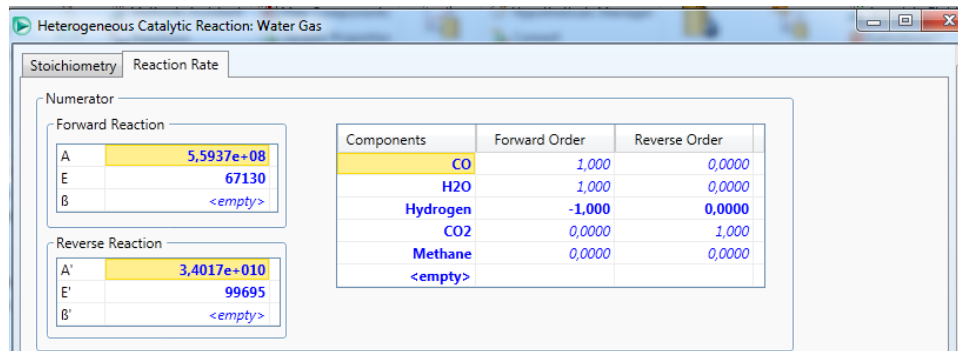 Heterogeneous Catalytic Reaction: Water Gas
Stoichiometry Reaction Rate
Numerator
Forward Reaction
A 5,5937e+08
E 67130
ß <empty>
Reverse Reaction
A' 3,4017e+010
E' 99695
ß' <empty>
Components Forward Order Reverse Order
CO 1,000 0,0000
H2O 1,000 0,0000
Hydrogen -1,000 0,0000
CO2 0,0000 1,000
Methane 0,0000 0,0000
<empty>